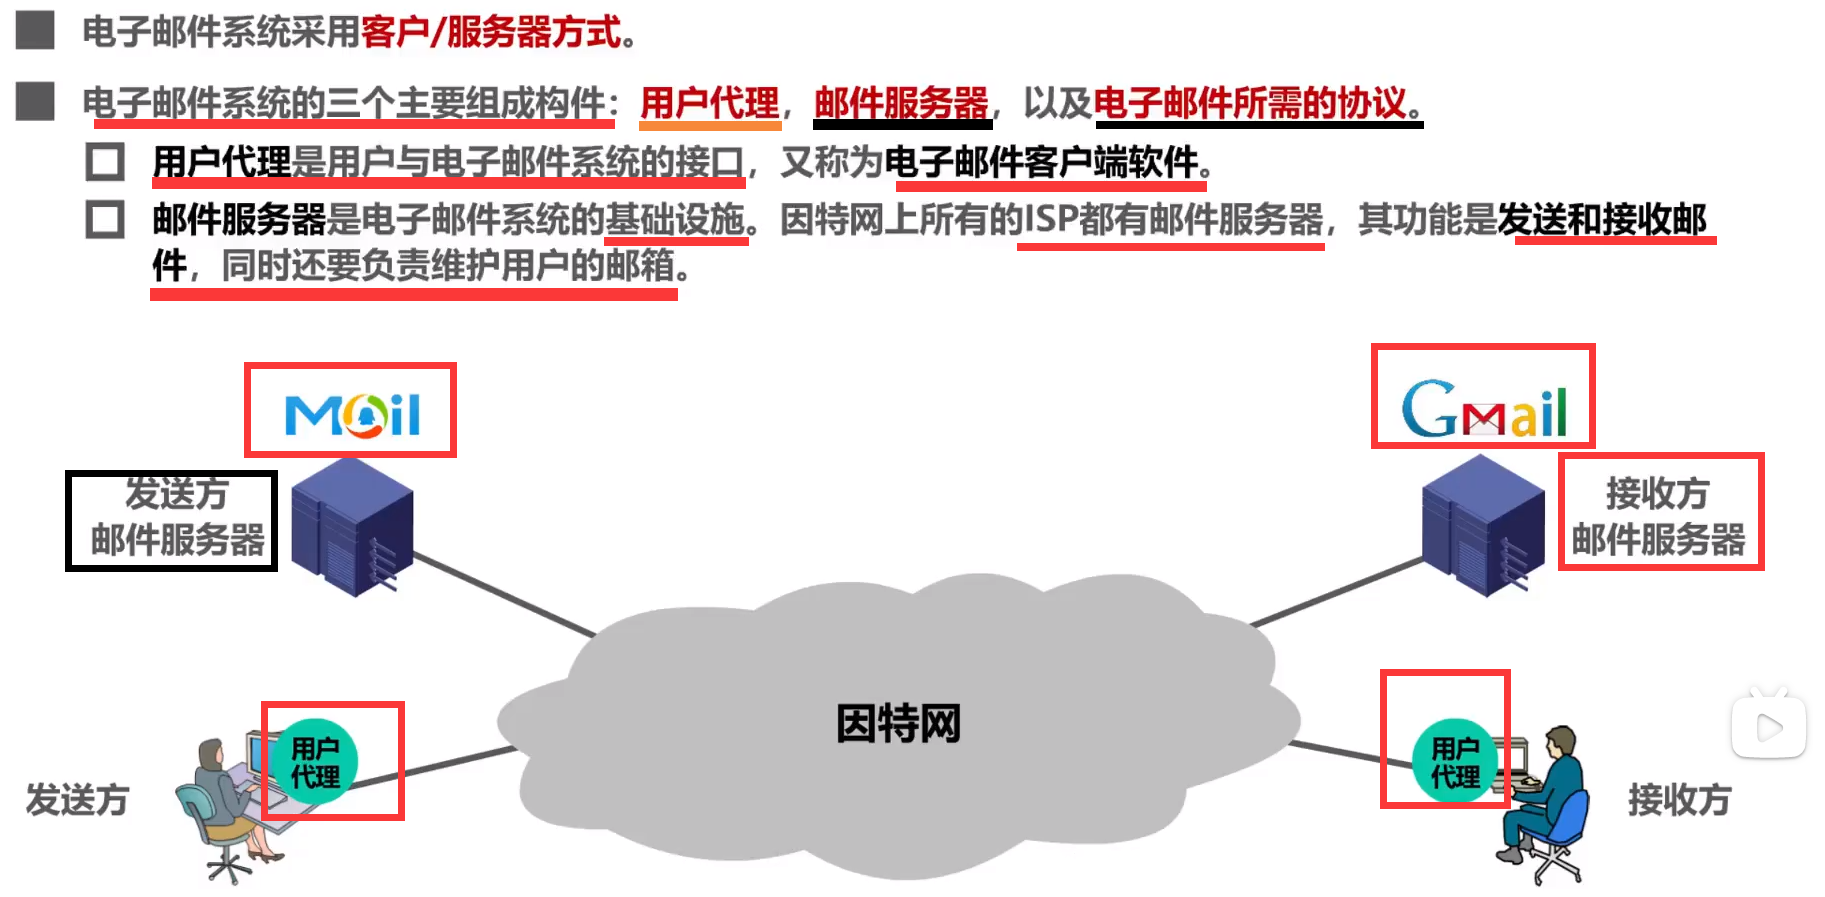 电子邮件系统采用客户/服务器方式。
电子邮件系统的三个主要组成构件：用户代理，邮件服务器，以及电子邮件所需的协议。
用户代理是用户与电子邮件系统的接口，又称为电子邮件客户端软件。
邮件服务器是电子邮件系统的基础设施。因特网上所有的ISP都有邮件服务器，其功能是发送和接收邮
件，同时还要负责维护用户的邮箱。
Mail
Gmail
发送方
邮件服务器
接收方
邮件服务器
因特网
用户
代理
用户
代理
发送方
接收方